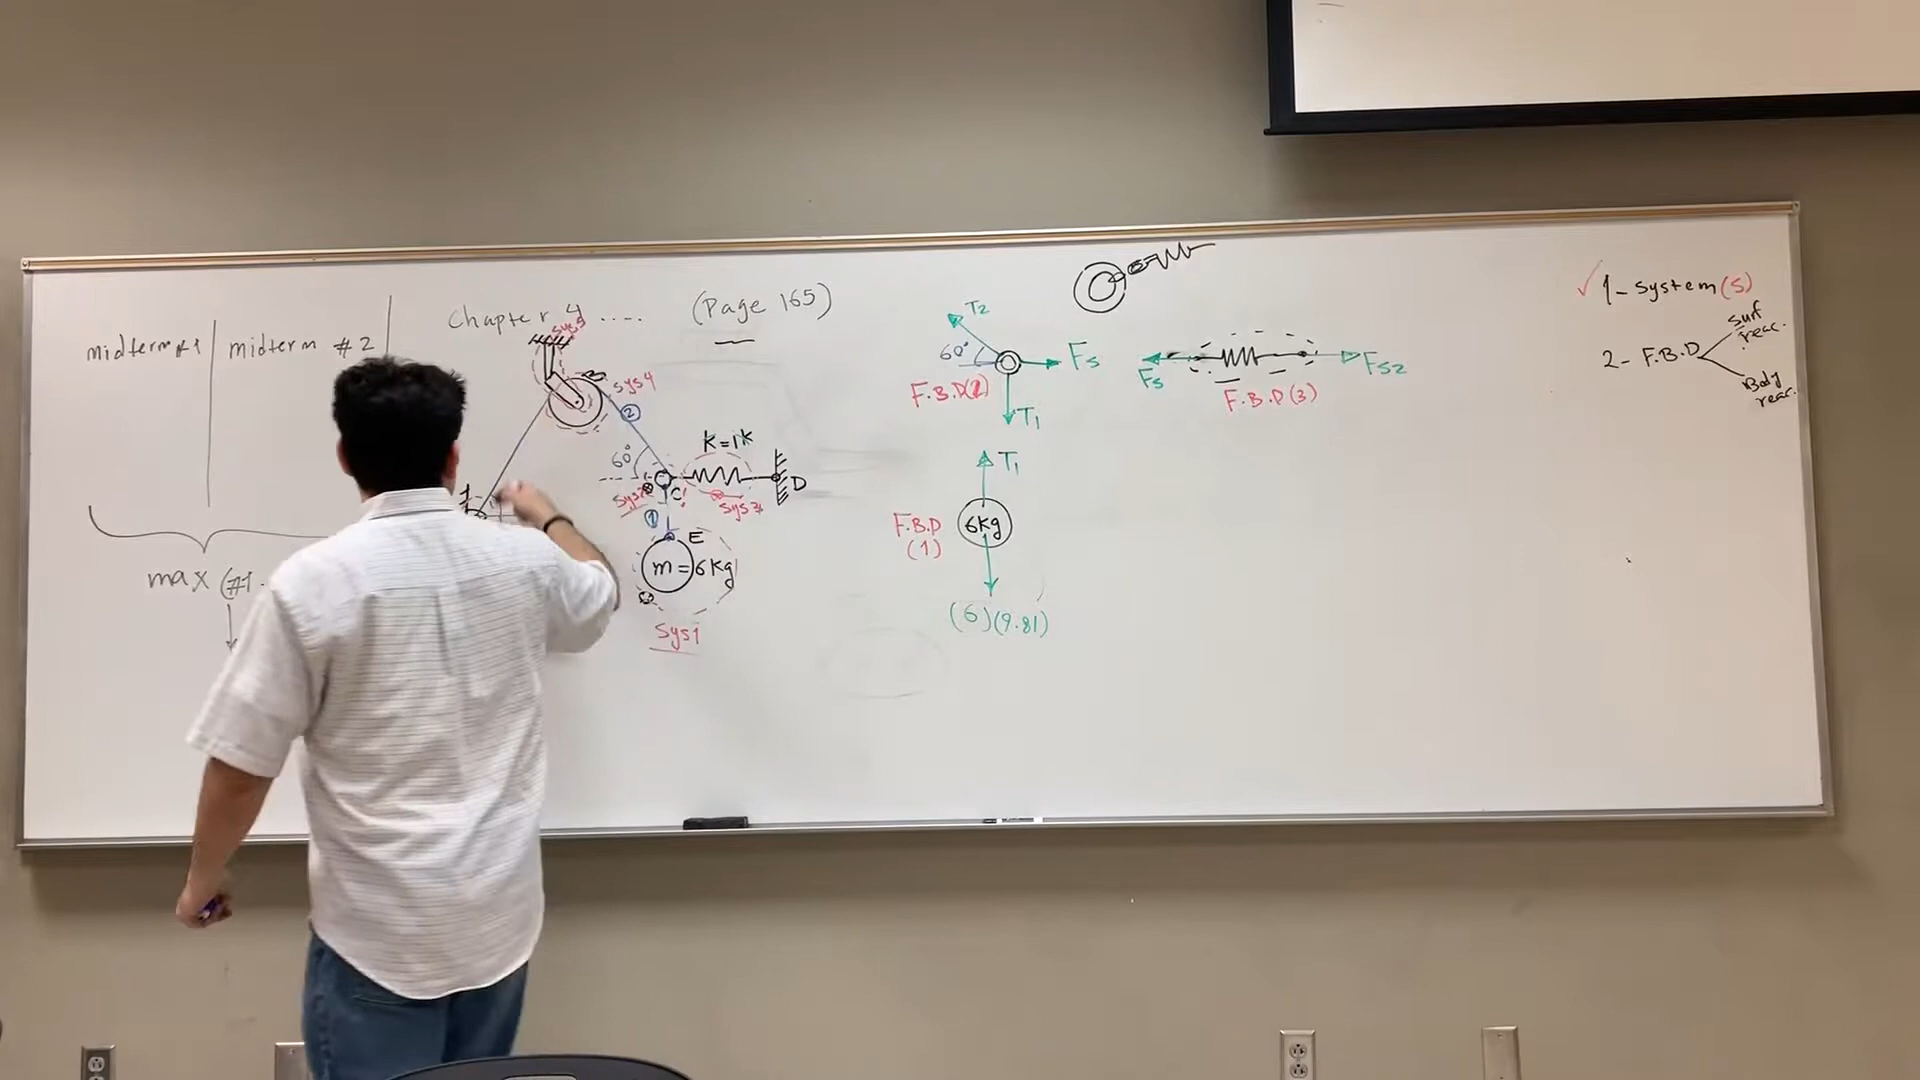 midterm #1
midterm #2
max (#1
Chapter 4 .... (Page 165)
sys5
B
sys4
2
60°
K=1k
sys2
C
sys3
D
1
E
m=6kg
sys1
T2
60°
Fs
F.B.D(2)
T1
Fs
Fs2
F.B.D(3)
T1
F.B.D
(1)
6kg
(6)(9.81)
✓ 1- system(s)
2- F.B.D
surf
reac.
Body
reac.